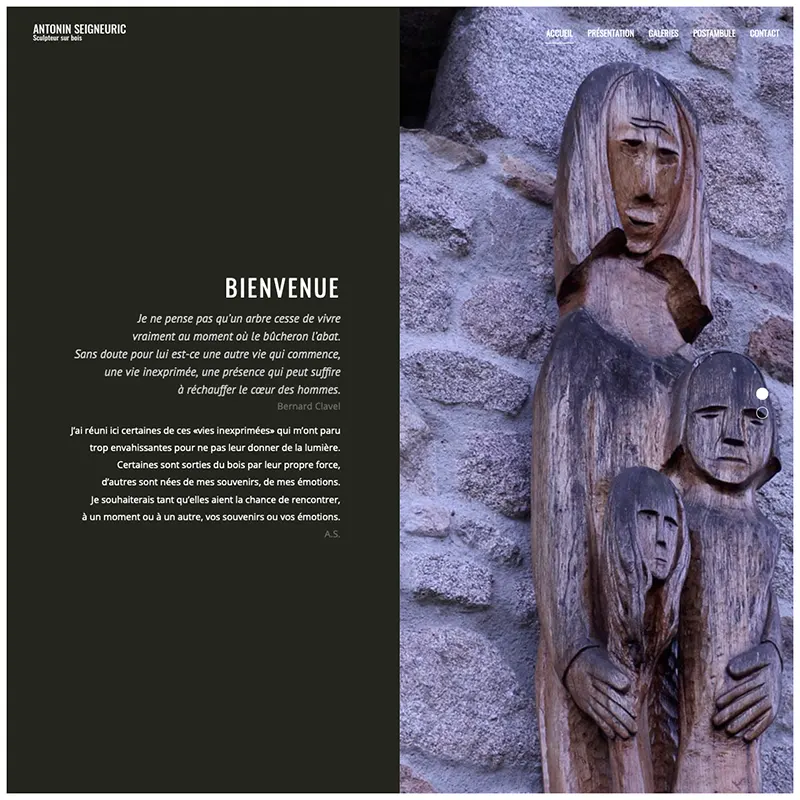 ANTONIN SEIGNEURIC
Sculpteur sur bois
ACCUEIL PRÉSENTATION GALERIES POSTAMBULE CONTACT
BIENVENUE
Je ne pense pas qu'un arbre cesse de vivre
vraiment au moment où le bûcheron l'abat.
Sans doute pour lui est-ce une autre vie qui commence,
une vie inexprimée, une présence qui peut suffire
à réchauffer le cœur des hommes.
Bernard Clavel
J'ai réuni ici certaines de ces «vies inexprimées» qui m'ont paru
trop envahissantes pour ne pas leur donner de la lumière.
Certaines sont sorties du bois par leur propre force,
d'autres sont nées de mes souvenirs, de mes émotions.
Je souhaiterais tant qu'elles aient la chance de rencontrer,
à un moment ou à un autre, vos souvenirs ou vos émotions.
A.S.